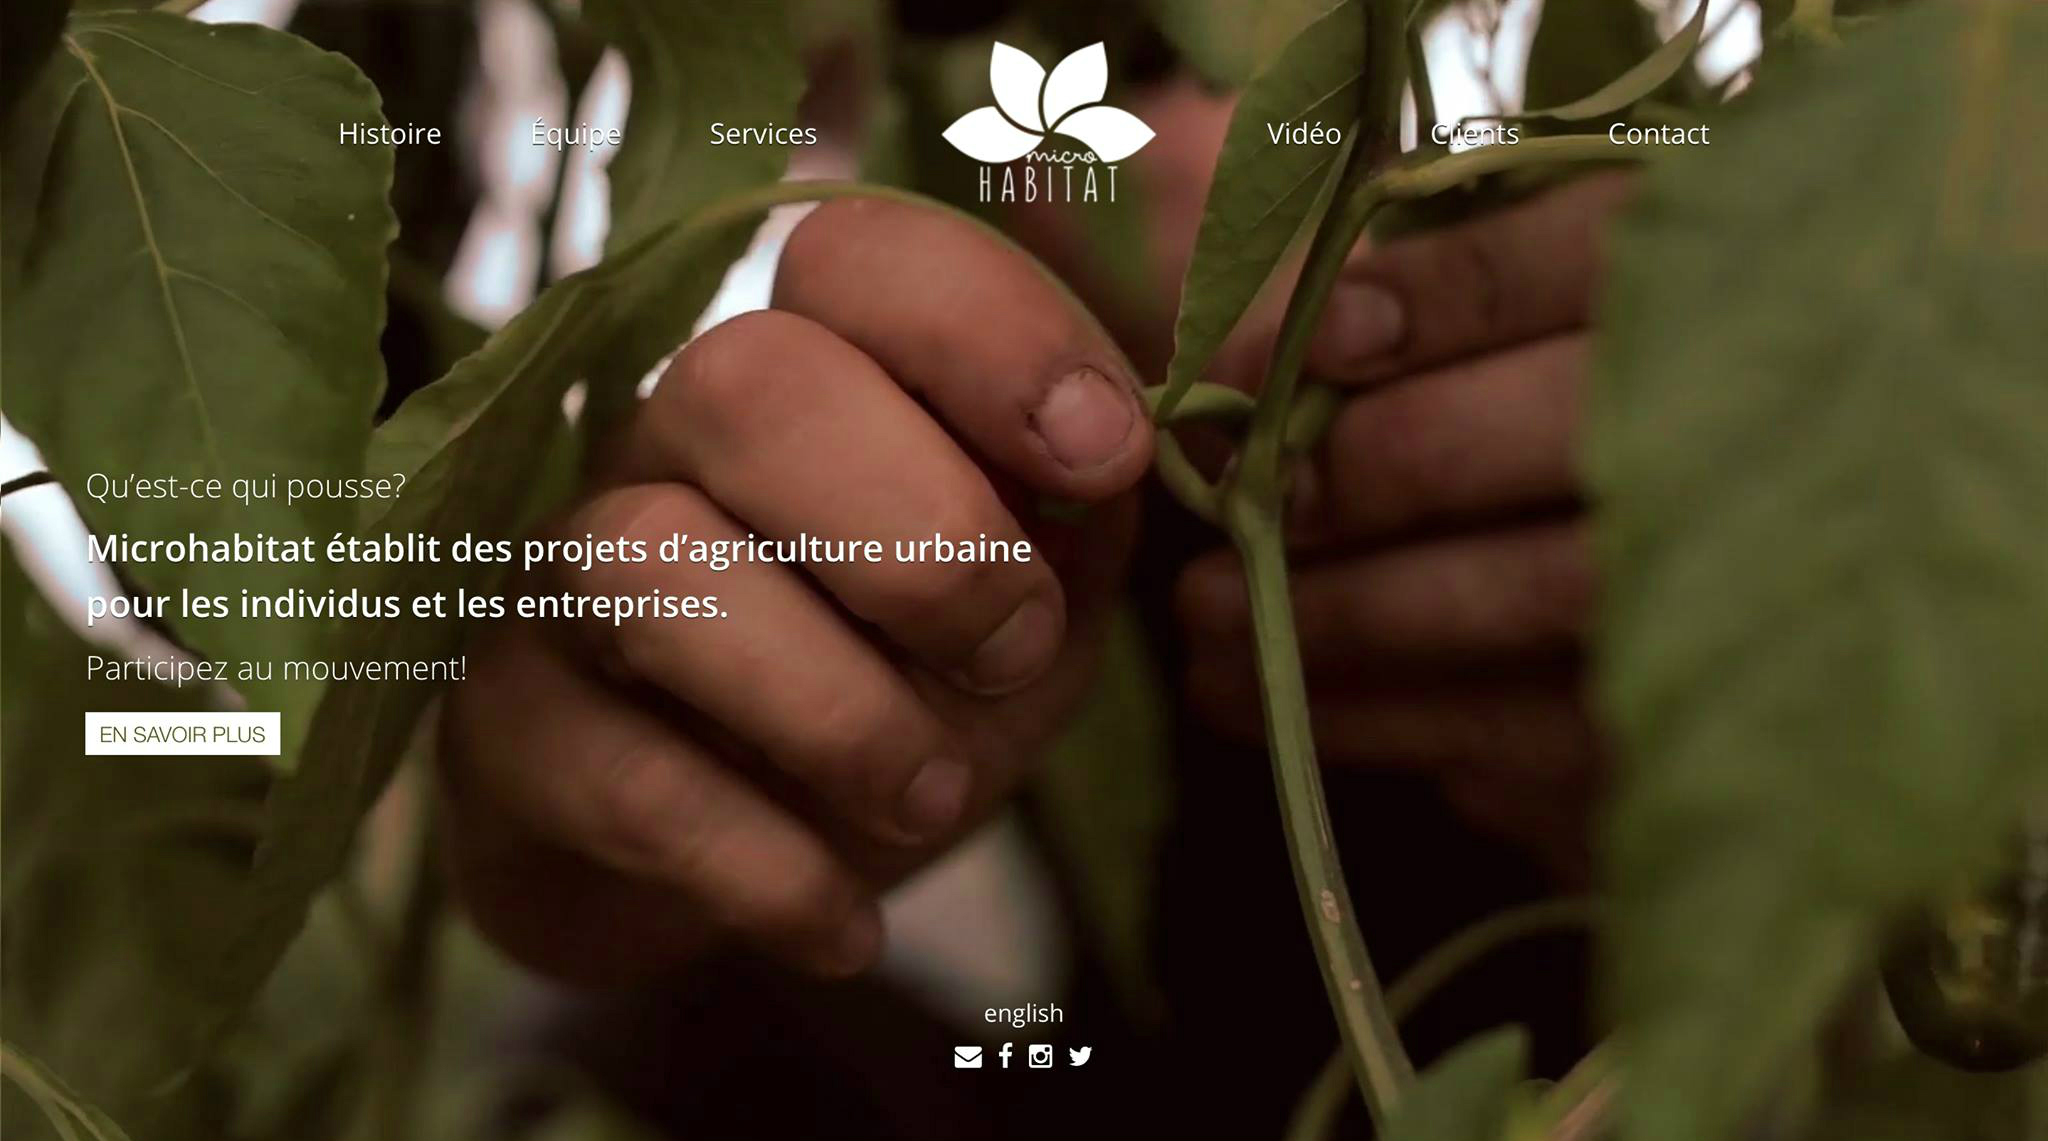 Histoire
Équipe
Services
micro
HABITAT
Vidéo
Clients
Contact
Qu’est-ce qui pousse?
Microhabitat établit des projets d’agriculture urbaine
pour les individus et les entreprises.
Participez au mouvement!
EN SAVOIR PLUS
english